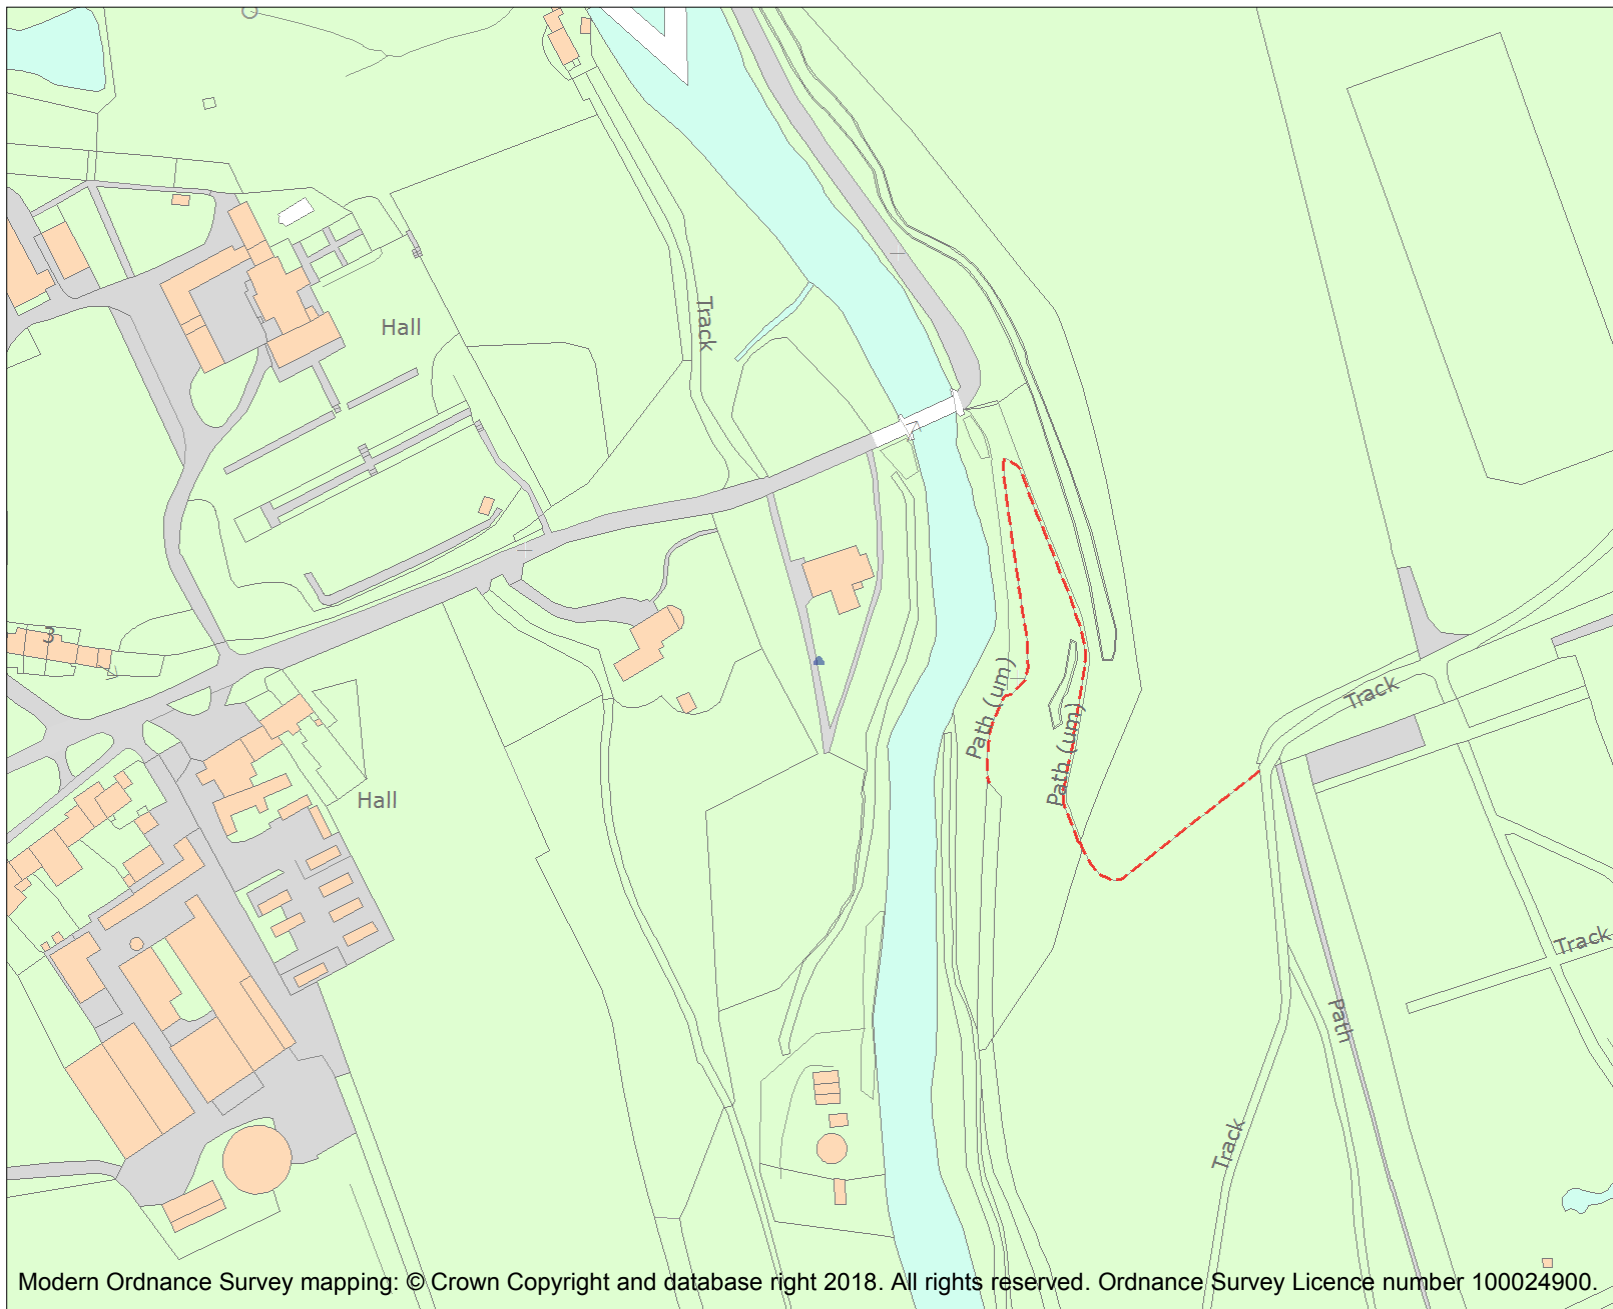 Track
Hall
3
Path (um)
Path (um)
Track
Hall
Track
Path
Track
Modern Ordnance Survey mapping: © Crown Copyright and database right 2018. All rights reserved. Ordnance Survey Licence number 100024900.